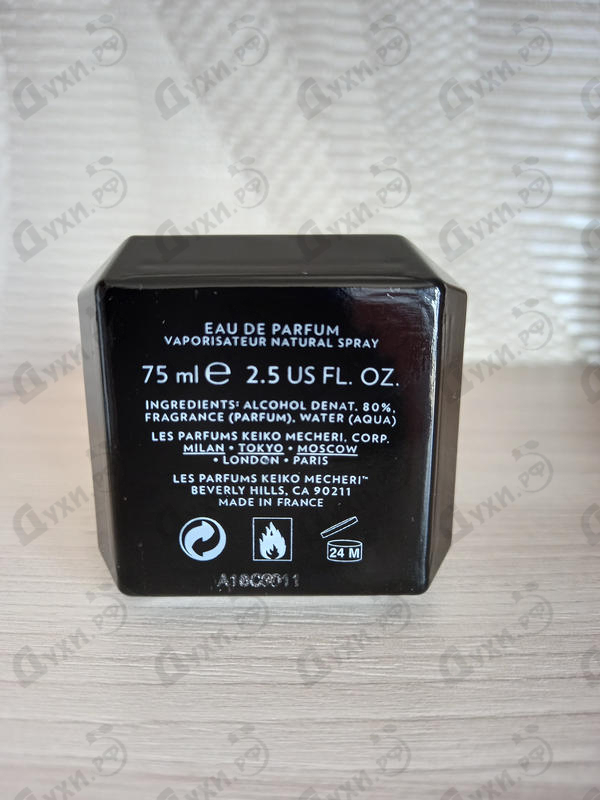 EAU DE PARFUM
VAPORISATEUR NATURAL SPRAY
75 ml e 2.5 US FL. OZ.
INGREDIENTS: ALCOHOL DENAT. 80%,
FRAGRANCE (PARFUM), WATER (AQUA)
LES PARFUMS KEIKO MECHERI, CORP.
MILAN • TOKYO • MOSCOW
• LONDON • PARIS
LES PARFUMS KEIKO MECHERI™
BEVERLY HILLS, CA 90211
MADE IN FRANCE
24 M
Духи.рф